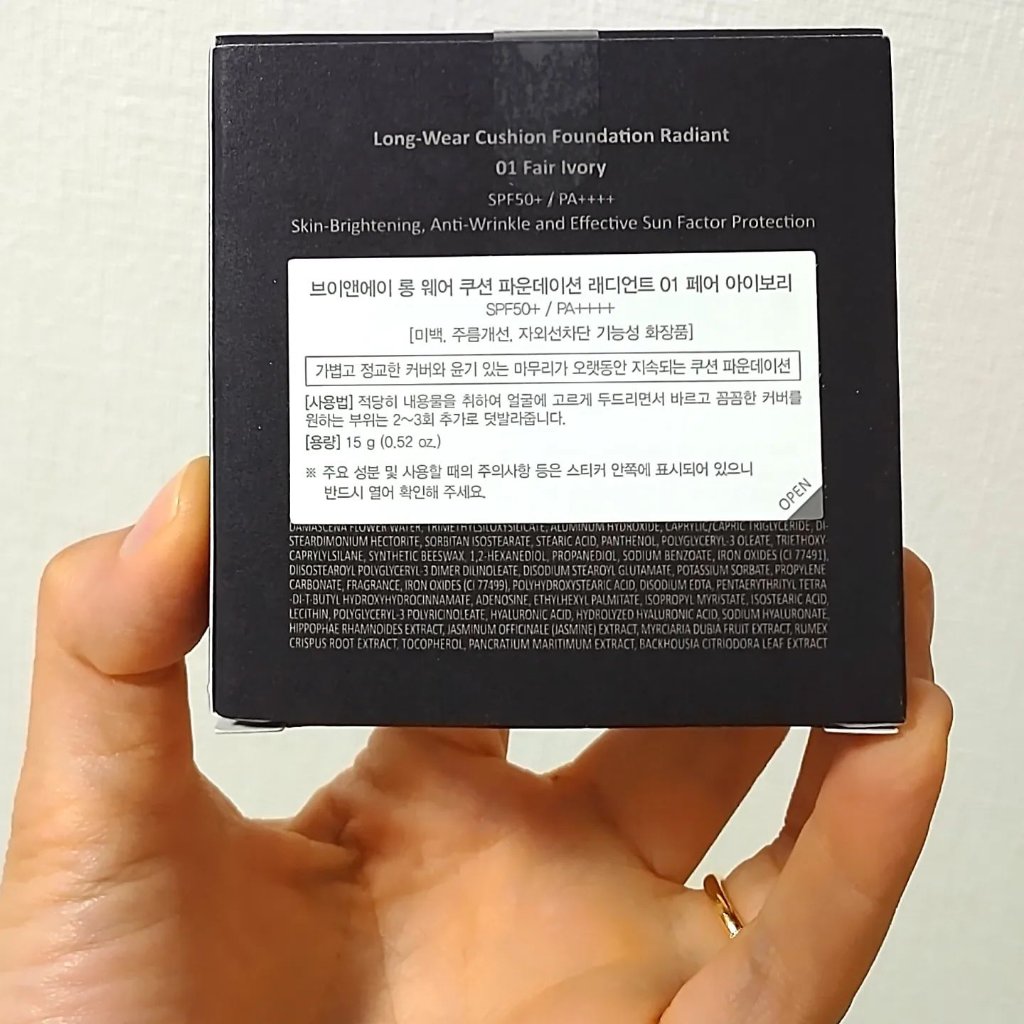 Long-Wear Cushion Foundation Radiant
01 Fair Ivory
SPF50+ / PA++++
Skin-Brightening, Anti-Wrinkle and Effective Sun Factor Protection
브이앤에이 롱 웨어 쿠션 파운데이션 래디언트 01 페어 아이보리
SPF50+ / PA++++
[미백, 주름개선, 자외선차단 기능성 화장품]
가볍고 정교한 커버와 윤기 있는 마무리가 오랫동안 지속되는 쿠션 파운데이션
[사용법] 적당히 내용물을 취하여 얼굴에 고르게 두드리면서 바르고 꼼꼼한 커버를
원하는 부위는 2~3회 추가로 덧발라줍니다.
[용량] 15 g (0.52 oz.)
※ 주요 성분 및 사용할 때의 주의사항 등은 스티커 안쪽에 표시되어 있으니
반드시 열어 확인해 주세요.
OPEN
DAMASCENA FLOWER WATER, TRIMETHYLSILOXYSILICATE, ALUMINUM HYDROXIDE, CAPRYLIC/CAPRIC TRIGLYCERIDE, DI-
STEARDIMONIUM HECTORITE, SORBITAN ISOSTEARATE, STEARIC ACID, PANTHENOL, POLYGLYCERYL-3 OLEATE, TRIETHOXY-
CAPRYLYLSILANE, SYNTHETIC BEESWAX, 1,2-HEXANEDIOL, PROPANEDIOL, SODIUM BENZOATE, IRON OXIDES (CI 77491),
DIISOSTEAROYL POLYGLYCERYL-3 DIMER DILINOLEATE, DISODIUM STEAROYL GLUTAMATE, POTASSIUM SORBATE, PROPYLENE
CARBONATE, FRAGRANCE, IRON OXIDES (CI 77499), POLYHYDROXYSTEARIC ACID, DISODIUM EDTA, PENTAERYTHRITYL TETRA
-DI-T-BUTYL HYDROXYHYDROCINNAMATE, ADENOSINE, ETHYLHEXYL PALMITATE, ISOPROPYL MYRISTATE, ISOSTEARIC ACID,
LECITHIN, POLYGLYCERYL-3 POLYRICINOLEATE, HYALURONIC ACID, HYDROLYZED HYALURONIC ACID, SODIUM HYALURONATE,
HIPPOPHAE RHAMNOIDES EXTRACT, JASMINUM OFFICINALE (JASMINE) EXTRACT, MYRCIARIA DUBIA FRUIT EXTRACT, RUMEX
CRISPUS ROOT EXTRACT, TOCOPHEROL, PANCRATIUM MARITIMUM EXTRACT, BACKHOUSIA CITRIODORA LEAF EXTRACT